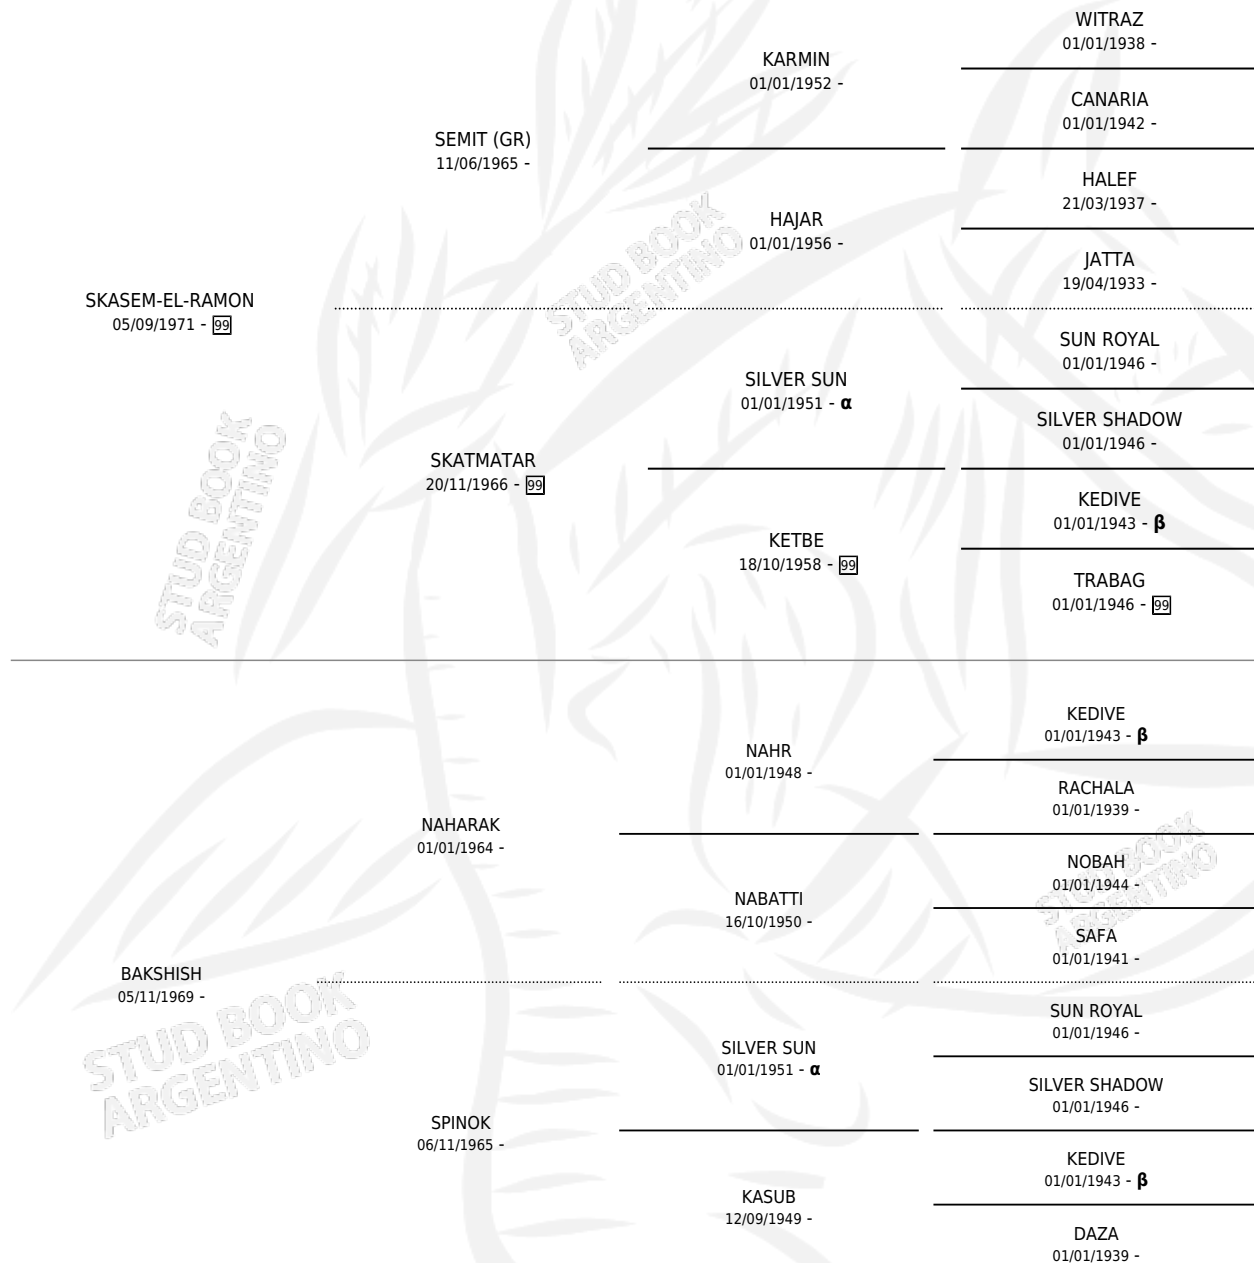 WITRAZ
01/01/1938 -
KARMIN
01/01/1952 -
CANARIA
01/01/1942 -
SEMIT (GR)
11/06/1965 -
HALEF
21/03/1937 -
HAJAR
01/01/1956 -
JATTA
19/04/1933 -
SKASEM-EL-RAMON
05/09/1971 - 99
SUN ROYAL
01/01/1946 -
SILVER SUN
01/01/1951 - α
SILVER SHADOW
01/01/1946 -
SKATMATAR
20/11/1966 - 99
KEDIVE
01/01/1943 - β
KETBE
18/10/1958 - 99
TRABAG
01/01/1946 - 99
KEDIVE
01/01/1943 - β
NAHR
01/01/1948 -
RACHALA
01/01/1939 -
NAHARAK
01/01/1964 -
NOBAH
01/01/1944 -
NABATTI
16/10/1950 -
SAFA
01/01/1941 -
BAKSHISH
05/11/1969 -
SUN ROYAL
01/01/1946 -
SILVER SUN
01/01/1951 - α
SILVER SHADOW
01/01/1946 -
SPINOK
06/11/1965 -
KEDIVE
01/01/1943 - β
KASUB
12/09/1949 -
DAZA
01/01/1939 -
STUD BOOK
ARGENTINO
STUD BOOK
ARGENTINO
STUD BOOK
ARGENTINO
STUD BOOK
ARGENTINO